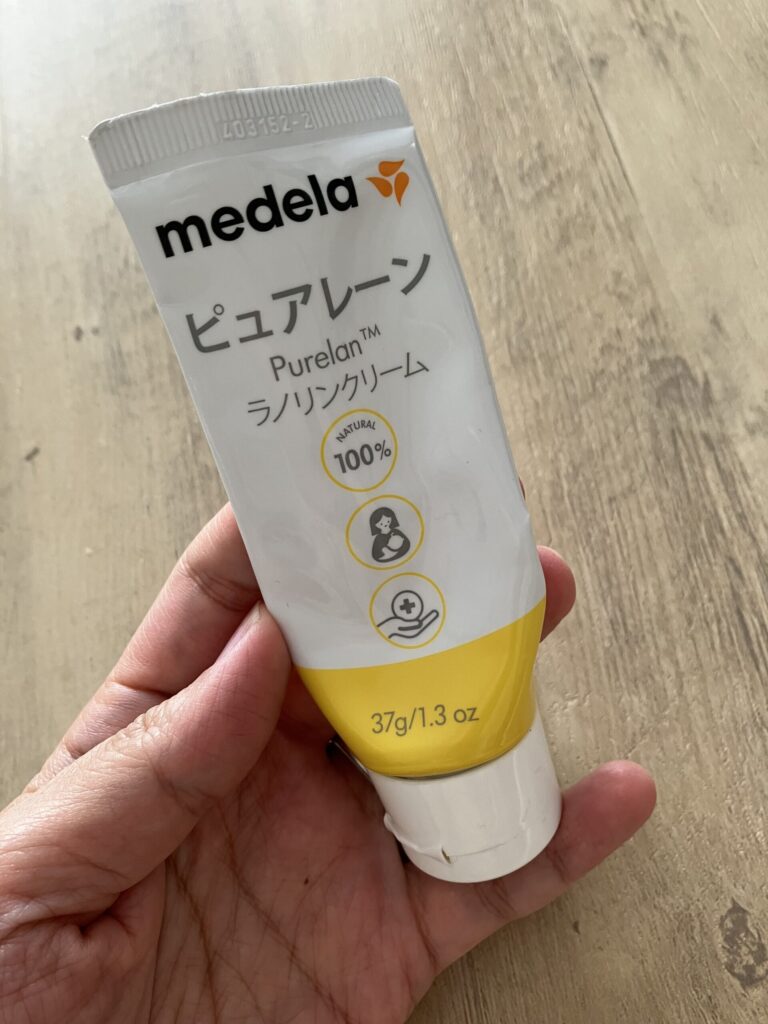 403152-2
medela
ピュアレーン
Purelan™
ラノリンクリーム
NATURAL
100%
37g/1.3 oz